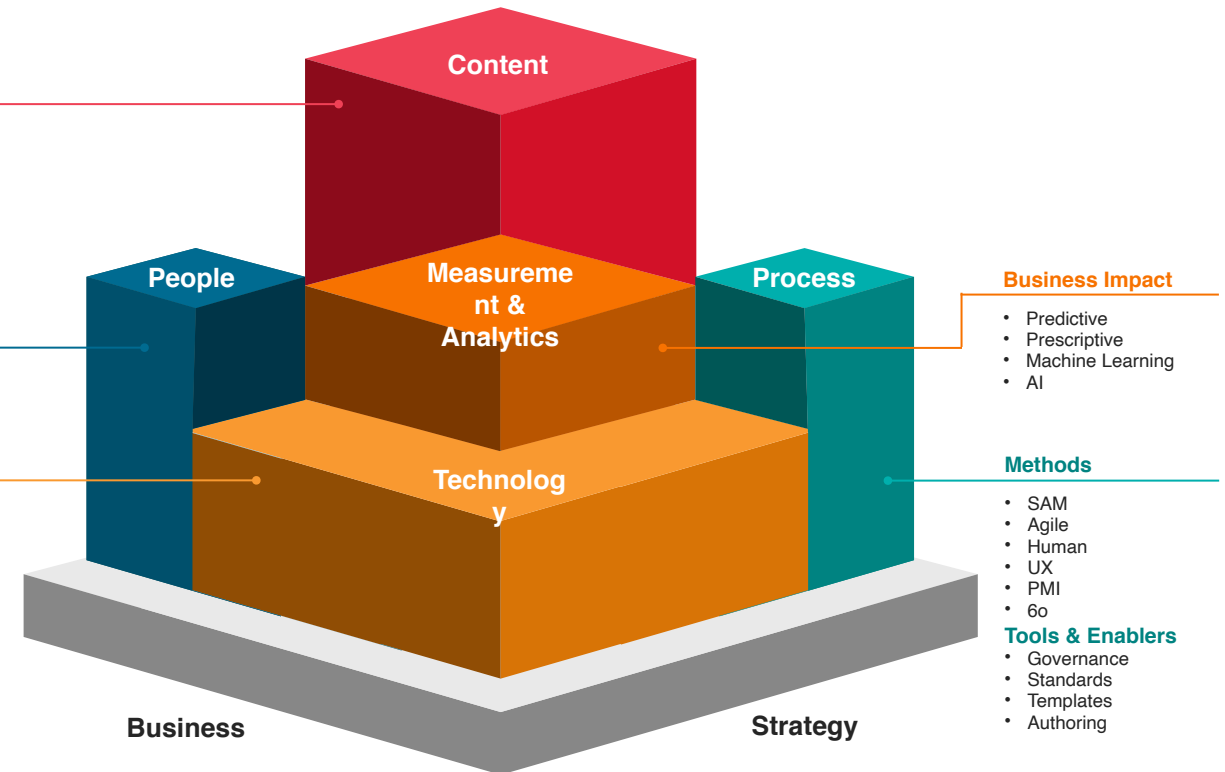 Content
People
Measureme
nt &
Analytics
Process
Technolog
y
Business
Strategy
Business Impact
• Predictive
• Prescriptive
• Machine Learning
• AI
Methods
• SAM
• Agile
• Human
• UX
• PMI
• 6o
Tools & Enablers
• Governance
• Standards
• Templates
• Authoring